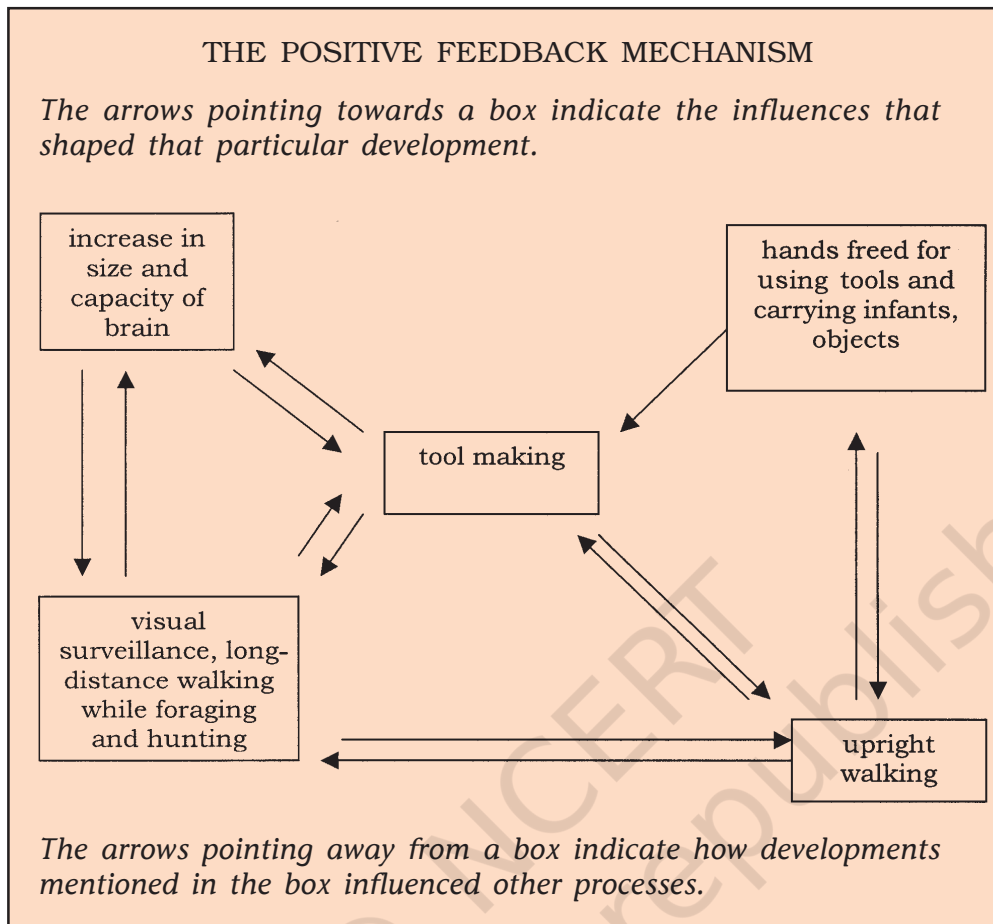 THE POSITIVE FEEDBACK MECHANISM
The arrows pointing towards a box indicate the influences that
shaped that particular development.
increase in
size and
capacity of
brain
hands freed for
using tools and
carrying infants,
objects
tool making
visual
surveillance, long-
distance walking
while foraging
and hunting
upright
walking
The arrows pointing away from a box indicate how developments
mentioned in the box influenced other processes.
NCERT
republish